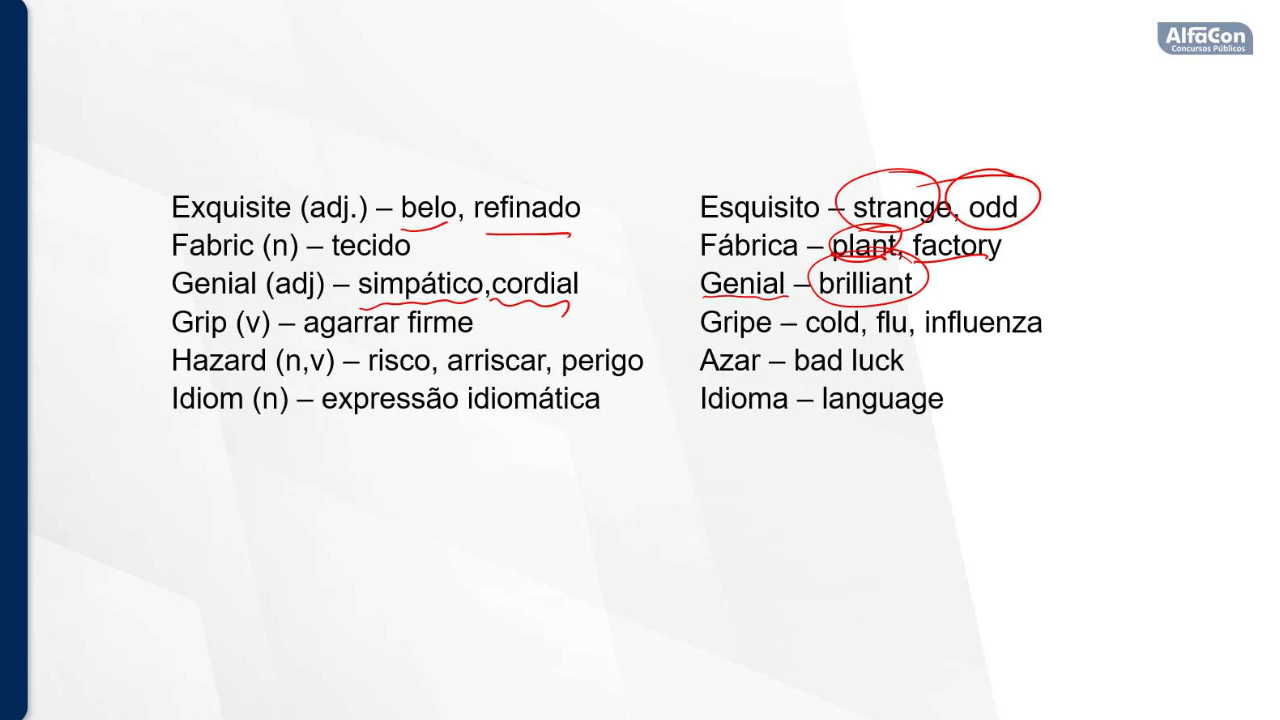 AlfaCon
Concursos Públicos
Exquisite (adj.) – belo, refinado
Fabric (n) – tecido
Genial (adj) – simpático,cordial
Grip (v) – agarrar firme
Hazard (n,v) – risco, arriscar, perigo
Idiom (n) – expressão idiomática
Esquisito – strange, odd
Fábrica – plant, factory
Genial – brilliant
Gripe – cold, flu, influenza
Azar – bad luck
Idioma – language